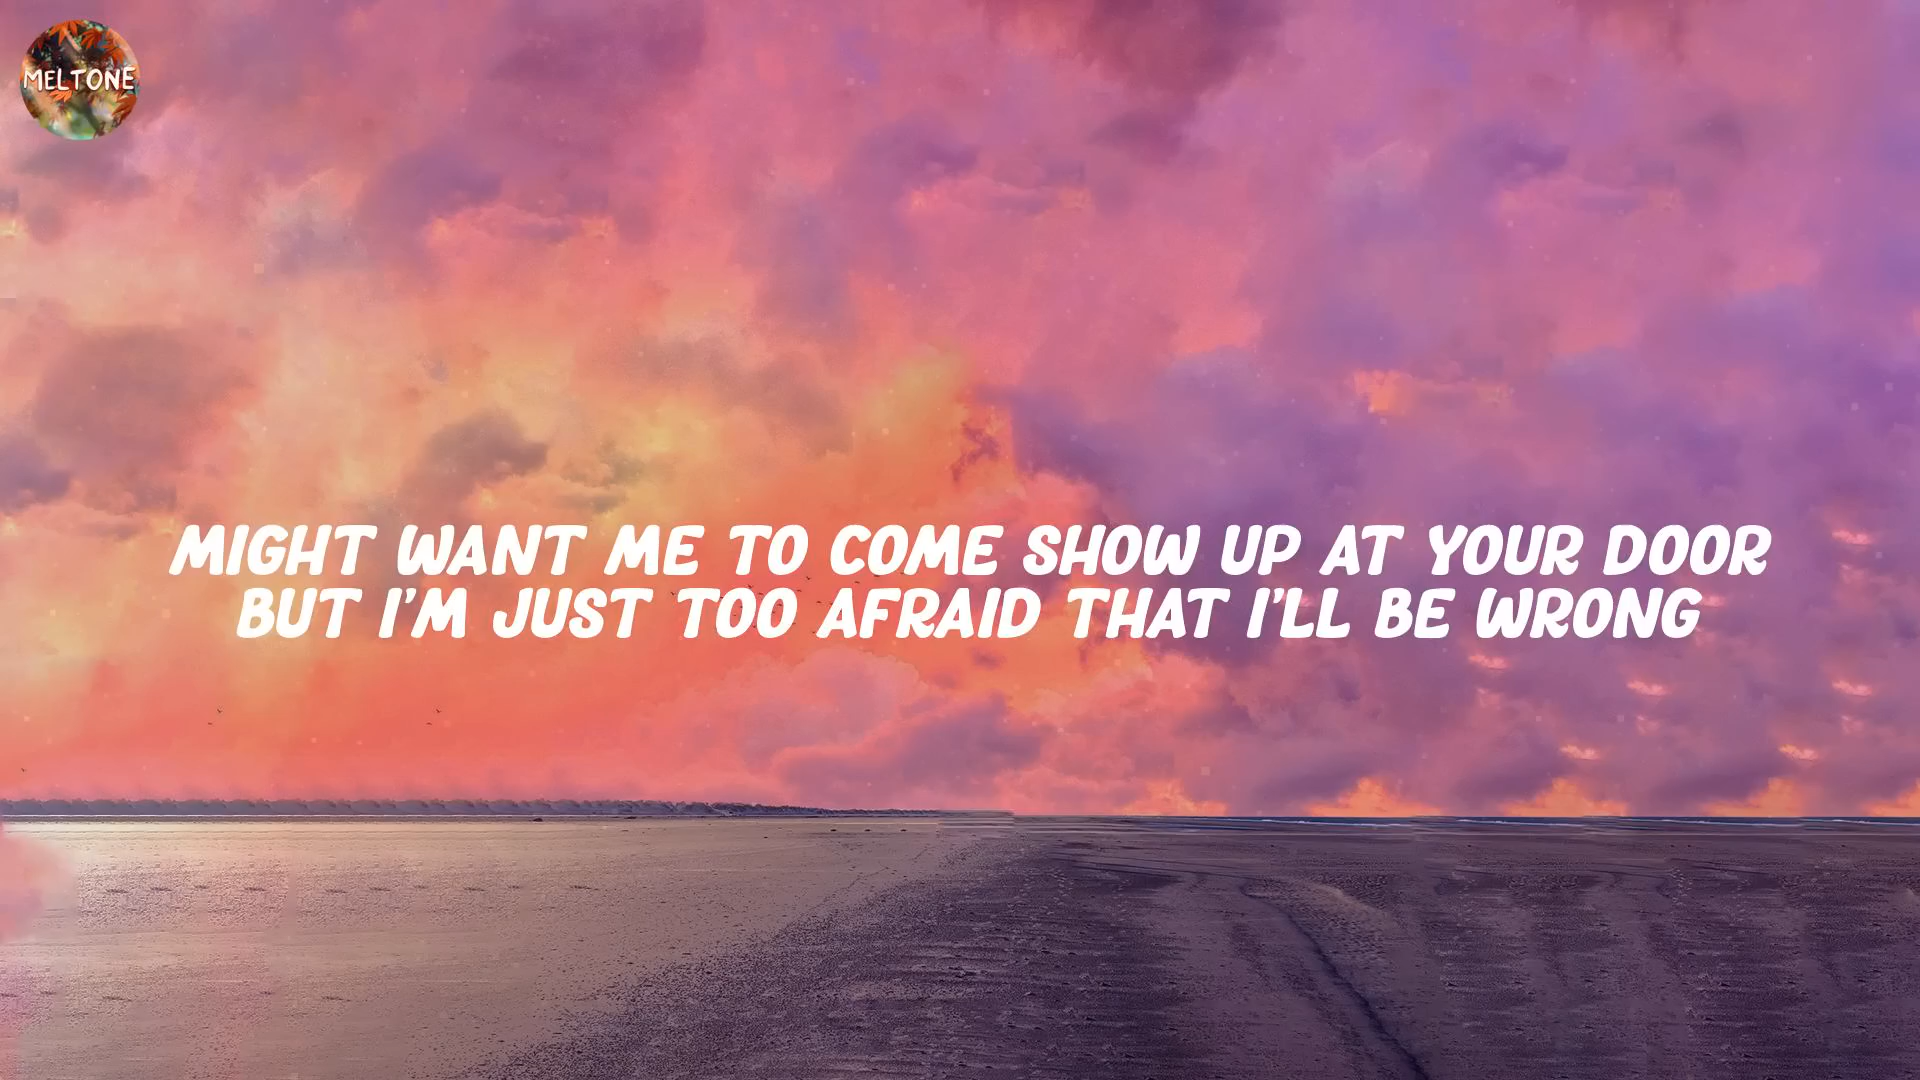 MELTONE
MIGHT WANT ME TO COME SHOW UP AT YOUR DOOR
BUT I'M JUST TOO AFRAID THAT I'LL BE WRONG